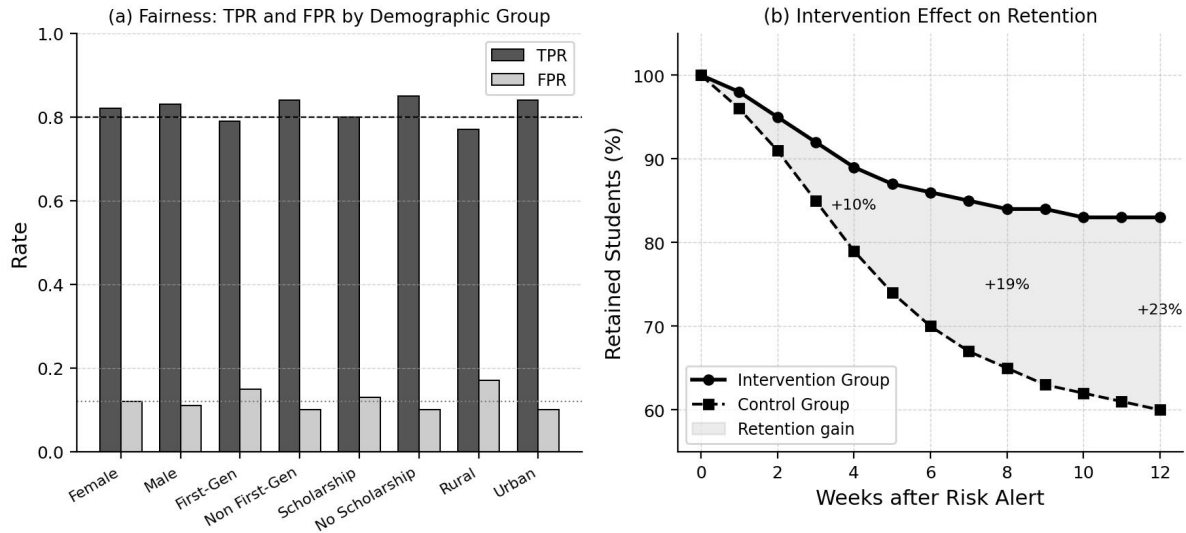 (a) Fairness: TPR and FPR by Demographic Group
1.0
0.8
0.6
0.4
0.2
0.0
Rate
TPR
FPR
Female
Male
First-Gen
Non First-Gen
Scholarship
No Scholarship
Rural
Urban
(b) Intervention Effect on Retention
100
90
80
70
60
Retained Students (%)
+10%
+19%
+23%
Intervention Group
Control Group
Retention gain
0 2 4 6 8 10 12
Weeks after Risk Alert